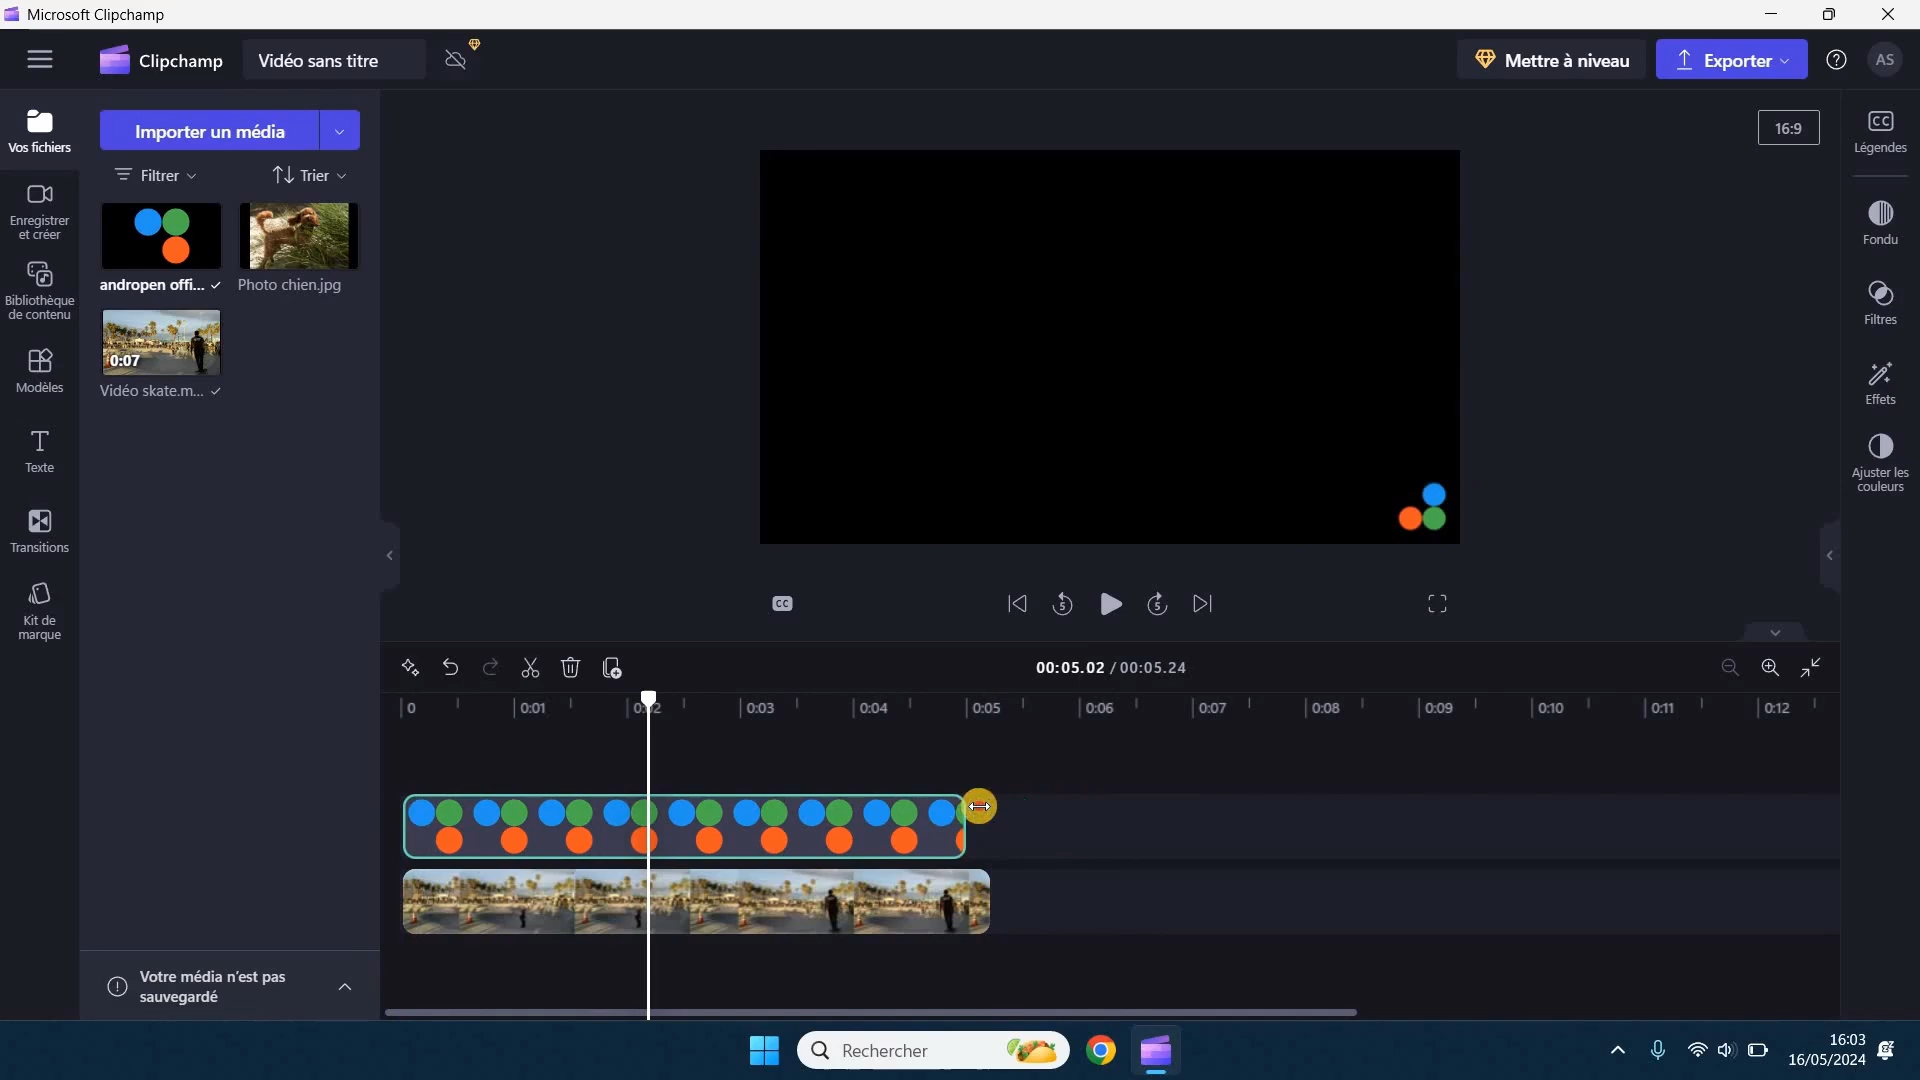 Microsoft Clipchamp
Clipchamp
Vidéo sans titre
Mettre à niveau
Exporter
AS
Vos fichiers
Enregistrer
et créer
Bibliothèque
de contenu
Modèles
Texte
Transitions
Kit de
marque
Importer un média
Filtrer
Trier
andropen offi...
Photo chien.jpg
0:07
Vidéo skate.m...
Votre média n'est pas
sauvegardé
16:9
CC
Légendes
Fondu
Filtres
Effets
Ajuster les
couleurs
CC
5
5
00:05.02 / 00:05.24
0
0:01
0:02
0:03
0:04
0:05
0:06
0:07
0:08
0:09
0:10
0:11
0:12
Rechercher
16:03
16/05/2024